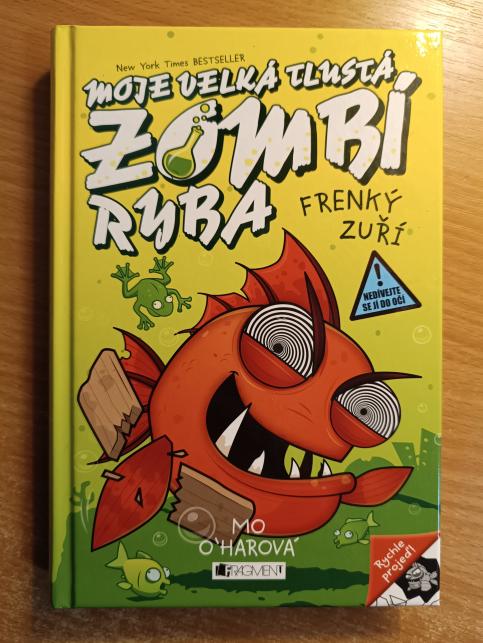 New York Times BESTSELLER
MOJE VELKÁ TLUSTÁ
ZOMBÍ
RYBA
FRENKÝ
ZUŘÍ
!
NEDÍVEJTE
SE JÍ DO OČÍ
MO
O'HAROVÁ
FRAGMENT
Rychle
projedi